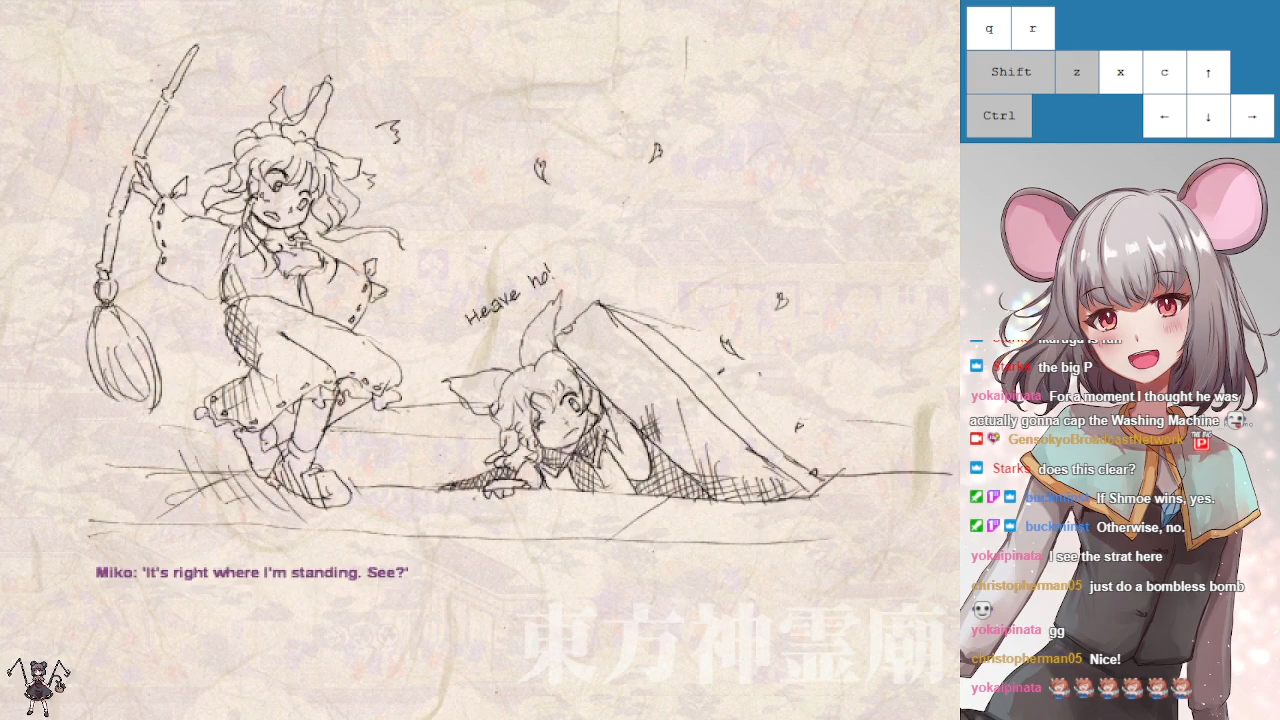 q r
Shift z x c ↑
Ctrl ← ↓ →
Heave ho!
Miko: 'It's right where I'm standing. See?'
東方神霊廟
Starks the big P
yokaipinata For a moment I thought he was
actually gonna cap the Washing Machine
GensokyoBroadcastNetwork
Starks does this clear?
buckminst If Shmoe wins, yes.
buckminst Otherwise, no.
yokaipinata I see the strat here
christopherman05 just do a bombless bomb
yokaipinata gg
christopherman05 Nice!
yokaipinata